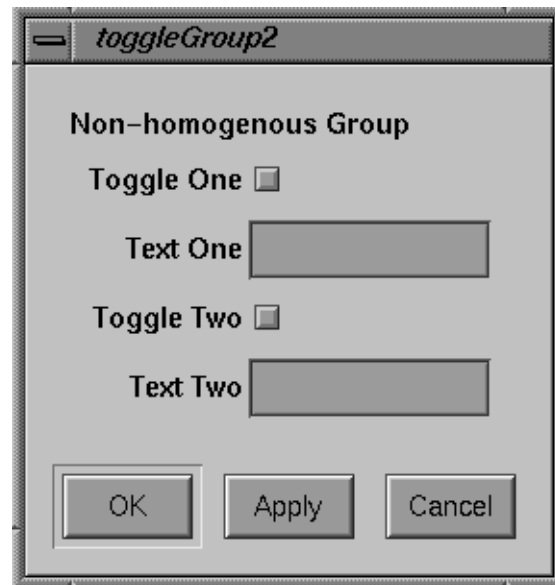 toggleGroup2
Non-homogenous Group
Toggle One
Text One
Toggle Two
Text Two
OK Apply Cancel